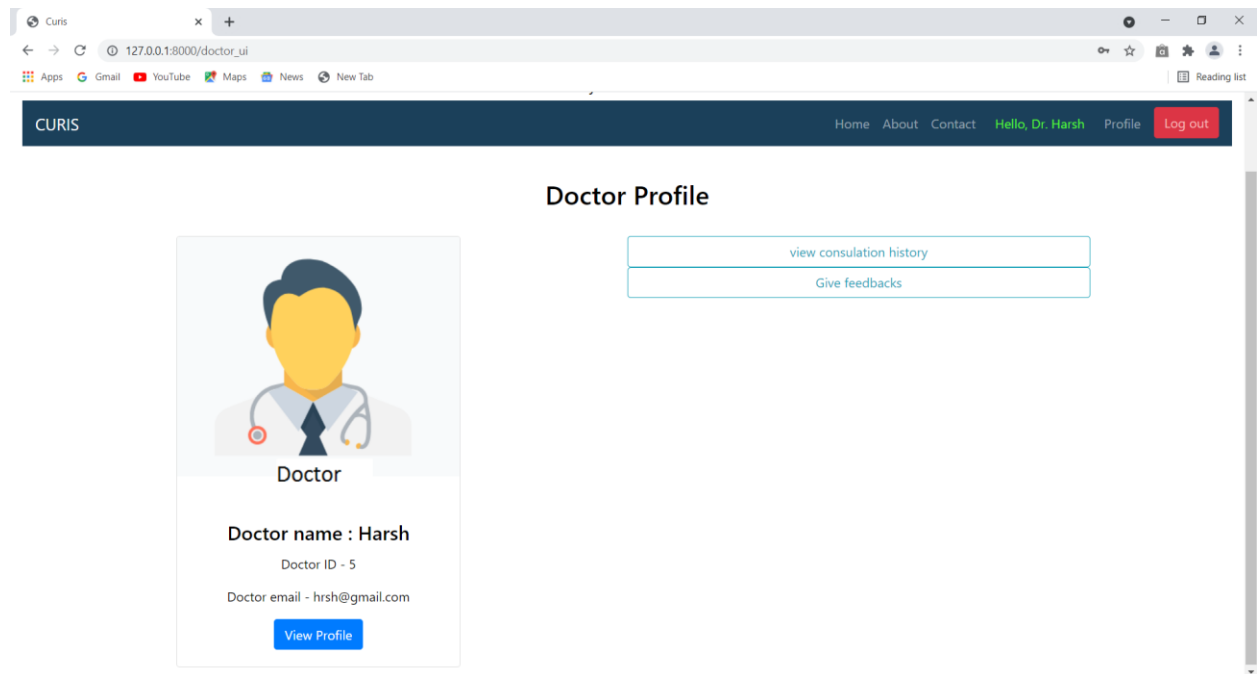 Curis
127.0.0.1:8000/doctor_ui
Apps Gmail YouTube Maps News New Tab Reading list
CURIS Home About Contact Hello, Dr. Harsh Profile Log out
Doctor Profile
view consulation history
Give feedbacks
Doctor
Doctor name : Harsh
Doctor ID - 5
Doctor email - hrsh@gmail.com
View Profile